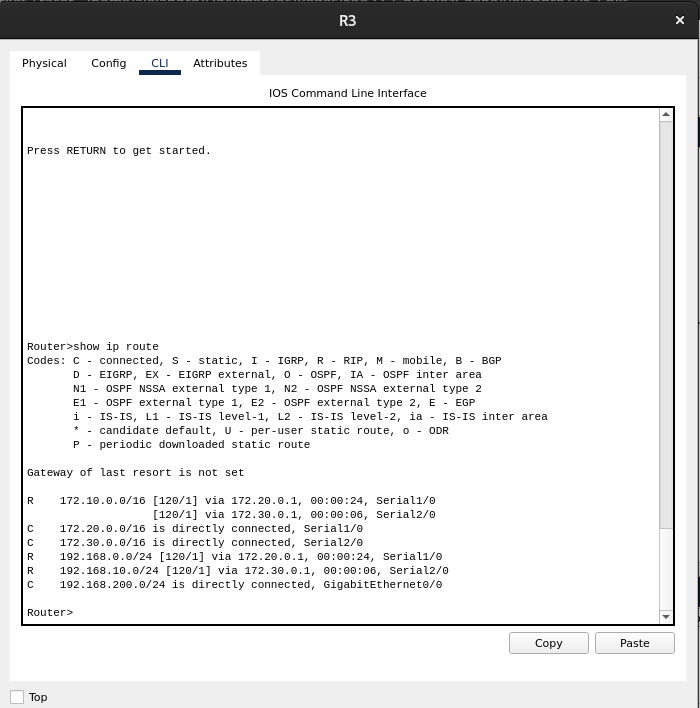 R3
Physical Config CLI Attributes
IOS Command Line Interface
Press RETURN to get started.
Router>show ip route
Codes: C - connected, S - static, I - IGRP, R - RIP, M - mobile, B - BGP
       D - EIGRP, EX - EIGRP external, O - OSPF, IA - OSPF inter area
       N1 - OSPF NSSA external type 1, N2 - OSPF NSSA external type 2
       E1 - OSPF external type 1, E2 - OSPF external type 2, E - EGP
       i - IS-IS, L1 - IS-IS level-1, L2 - IS-IS level-2, ia - IS-IS inter area
       * - candidate default, U - per-user static route, o - ODR
       P - periodic downloaded static route
Gateway of last resort is not set
R    172.10.0.0/16 [120/1] via 172.20.0.1, 00:00:24, Serial1/0
                   [120/1] via 172.30.0.1, 00:00:06, Serial2/0
C    172.20.0.0/16 is directly connected, Serial1/0
C    172.30.0.0/16 is directly connected, Serial2/0
R    192.168.0.0/24 [120/1] via 172.20.0.1, 00:00:24, Serial1/0
R    192.168.10.0/24 [120/1] via 172.30.0.1, 00:00:06, Serial2/0
C    192.168.200.0/24 is directly connected, GigabitEthernet0/0
Router>
Copy Paste
Top